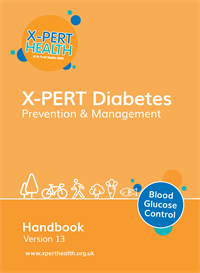 X-PERT
HEALTH
X-PERT Diabetes
Prevention & Management
Blood
Glucose
Control
Handbook
Version 13
www.xperthealth.org.uk